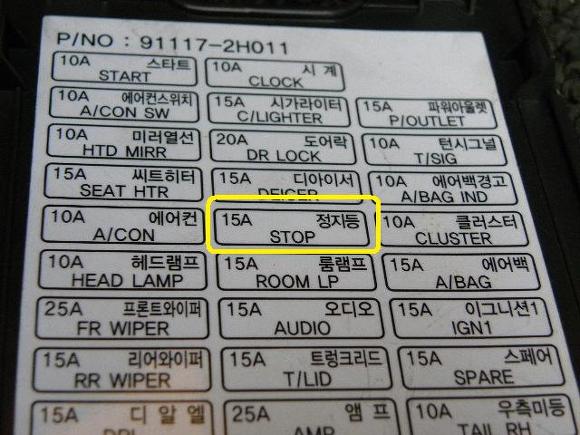 P/NO : 91117-2H011
10A 스타트
START
10A 시 계
CLOCK
10A 에어컨스위치
A/CON SW
15A 시가라이터
C/LIGHTER
15A 파워아울렛
P/OUTLET
10A 미러열선
HTD MIRR
20A 도어락
DR LOCK
10A 턴시그널
T/SIG
15A 씨트히터
SEAT HTR
15A 디아이서
DEICER
10A 에어백경고
A/BAG IND
10A 에어컨
A/CON
15A 정지등
STOP
10A 클러스터
CLUSTER
10A 헤드램프
HEAD LAMP
15A 룸램프
ROOM LP
15A 에어백
A/BAG
25A 프론트와이퍼
FR WIPER
15A 오디오
AUDIO
15A 이그니션1
IGN1
15A 리어와이퍼
RR WIPER
15A 트렁크리드
T/LID
15A 스페어
SPARE
15A 디 알 엘
DRL
25A 앰 프
AMP
10A 우측미등
TAIL RH